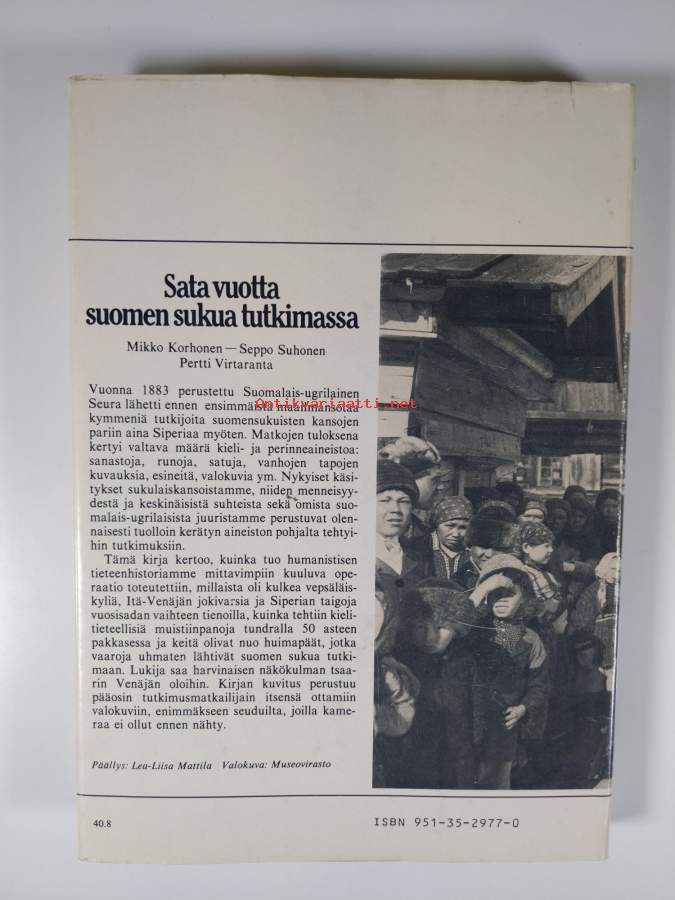 Sata vuotta
suomen sukua tutkimassa
Mikko Korhonen — Seppo Suhonen
Pertti Virtaranta
Vuonna 1883 perustettu Suomalais-ugrilainen
Seura lähetti ennen ensimmäistä maailmansotaa
Antikvariaatti.net
kymmeniä tutkijoita suomensukuisten kansojen
pariin aina Siperiaa myöten. Matkojen tuloksena
kertyi valtava määrä kieli- ja perinneaineistoa:
sanastoja, runoja, satuja, vanhojen tapojen
kuvauksia, esineitä, valokuvia ym. Nykyiset käsi-
tykset sukulaiskansoistamme, niiden menneisyy-
destä ja keskinäisistä suhteista sekä omista suo-
malais-ugrilaisista juuristamme perustuvat olen-
naisesti tuolloin kerätyn aineiston pohjalta tehtyi-
hin tutkimuksiin.
Tämä kirja kertoo, kuinka tuo humanistisen
tieteenhistoriamme mittavimpiin kuuluva ope-
raatio toteutettiin, millaista oli kulkea vepsäläis-
kyliä, Itä-Venäjän jokivarsia ja Siperian taigoja
vuosisadan vaihteen tienoilla, kuinka tehtiin kieli-
tieteellisiä muistiinpanoja tundralla 50 asteen
pakkasessa ja keitä olivat nuo huimapäät, jotka
vaaroja uhmaten lähtivät suomen sukua tutki-
maan. Lukija saa harvinaisen näkökulman tsaa-
rin Venäjän oloihin. Kirjan kuvitus perustuu
pääosin tutkimusmatkailijain itsensä ottamiin
valokuviin, enimmäkseen seuduilta, joilla kame-
raa ei ollut ennen nähty.
Päällys: Lea-Liisa Mattila Valokuva: Museovirasto
40.8
ISBN 951-35-2977-0